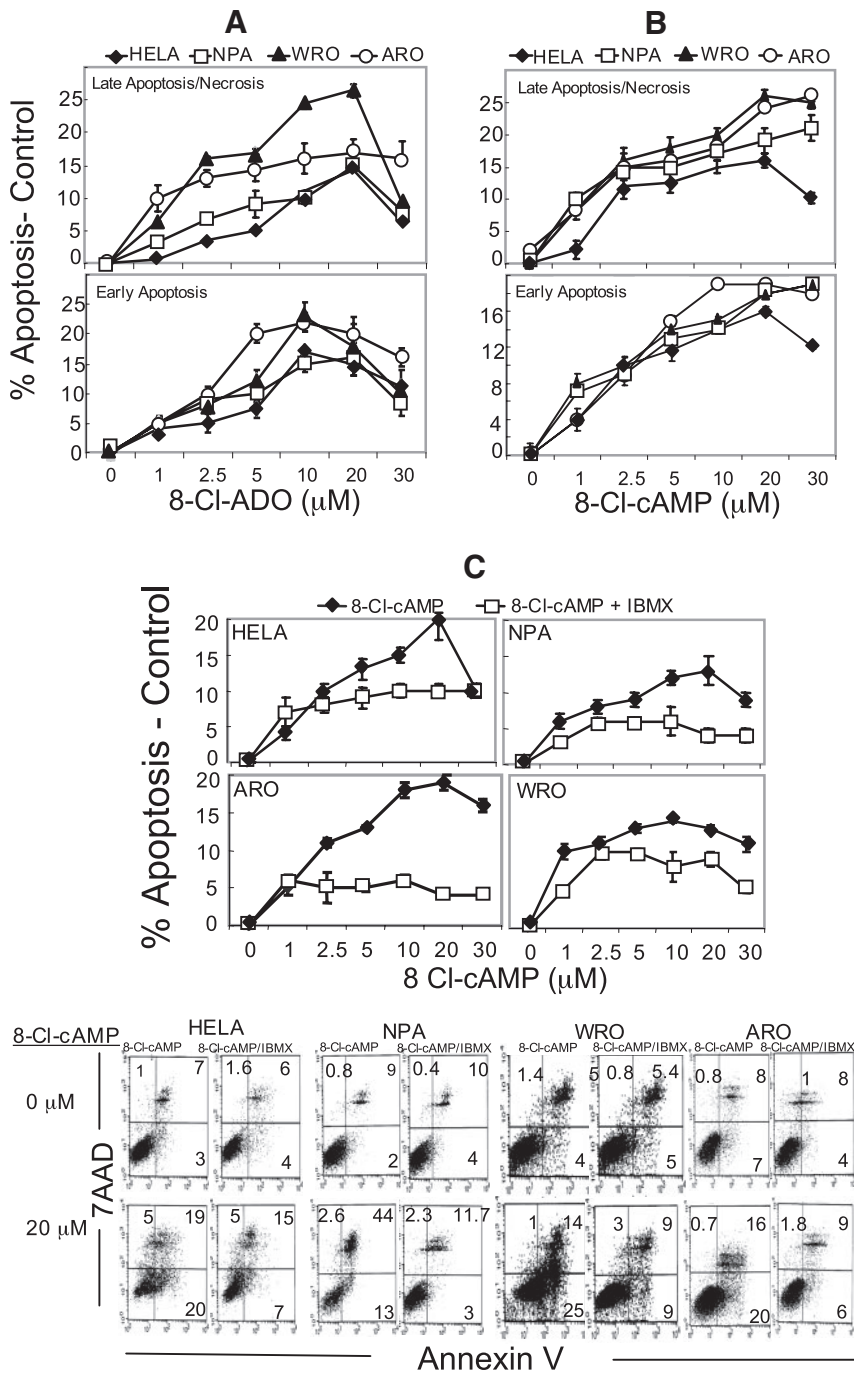 A
B
HELA NPA WRO ARO
HELA NPA WRO ARO
Late Apoptosis/Necrosis
Late Apoptosis/Necrosis
25
20
15
10
5
0
25
20
15
10
5
0
Early Apoptosis
Early Apoptosis
25
20
15
10
5
0
16
12
8
4
0
% Apoptosis- Control
0 1 2.5 5 10 20 30
0 1 2.5 5 10 20 30
8-Cl-ADO (μM)
8-Cl-cAMP (μM)
C
8-Cl-cAMP 8-Cl-cAMP + IBMX
% Apoptosis - Control
HELA
NPA
20
15
10
5
0
ARO
WRO
20
15
10
5
0
0 1 2.5 5 10 20 30
0 1 2.5 5 10 20 30
8 Cl-cAMP (μM)
8-Cl-cAMP
HELA NPA WRO ARO
8-Cl-cAMP 8-Cl-cAMP/IBMX 8-Cl-cAMP 8-Cl-cAMP/IBMX 8-Cl-cAMP 8-Cl-cAMP/IBMX 8-Cl-cAMP 8-Cl-cAMP/IBMX
0 μM
1 7 1.6 6 0.8 9 0.4 10 1.4 5 0.8 5.4 0.8 8 1 8
3 4 2 4 4 5 7 4
7AAD
20 μM
5 19 5 15 2.6 44 2.3 11.7 1 14 3 9 0.7 16 1.8 9
20 7 13 3 25 9 20 6
Annexin V